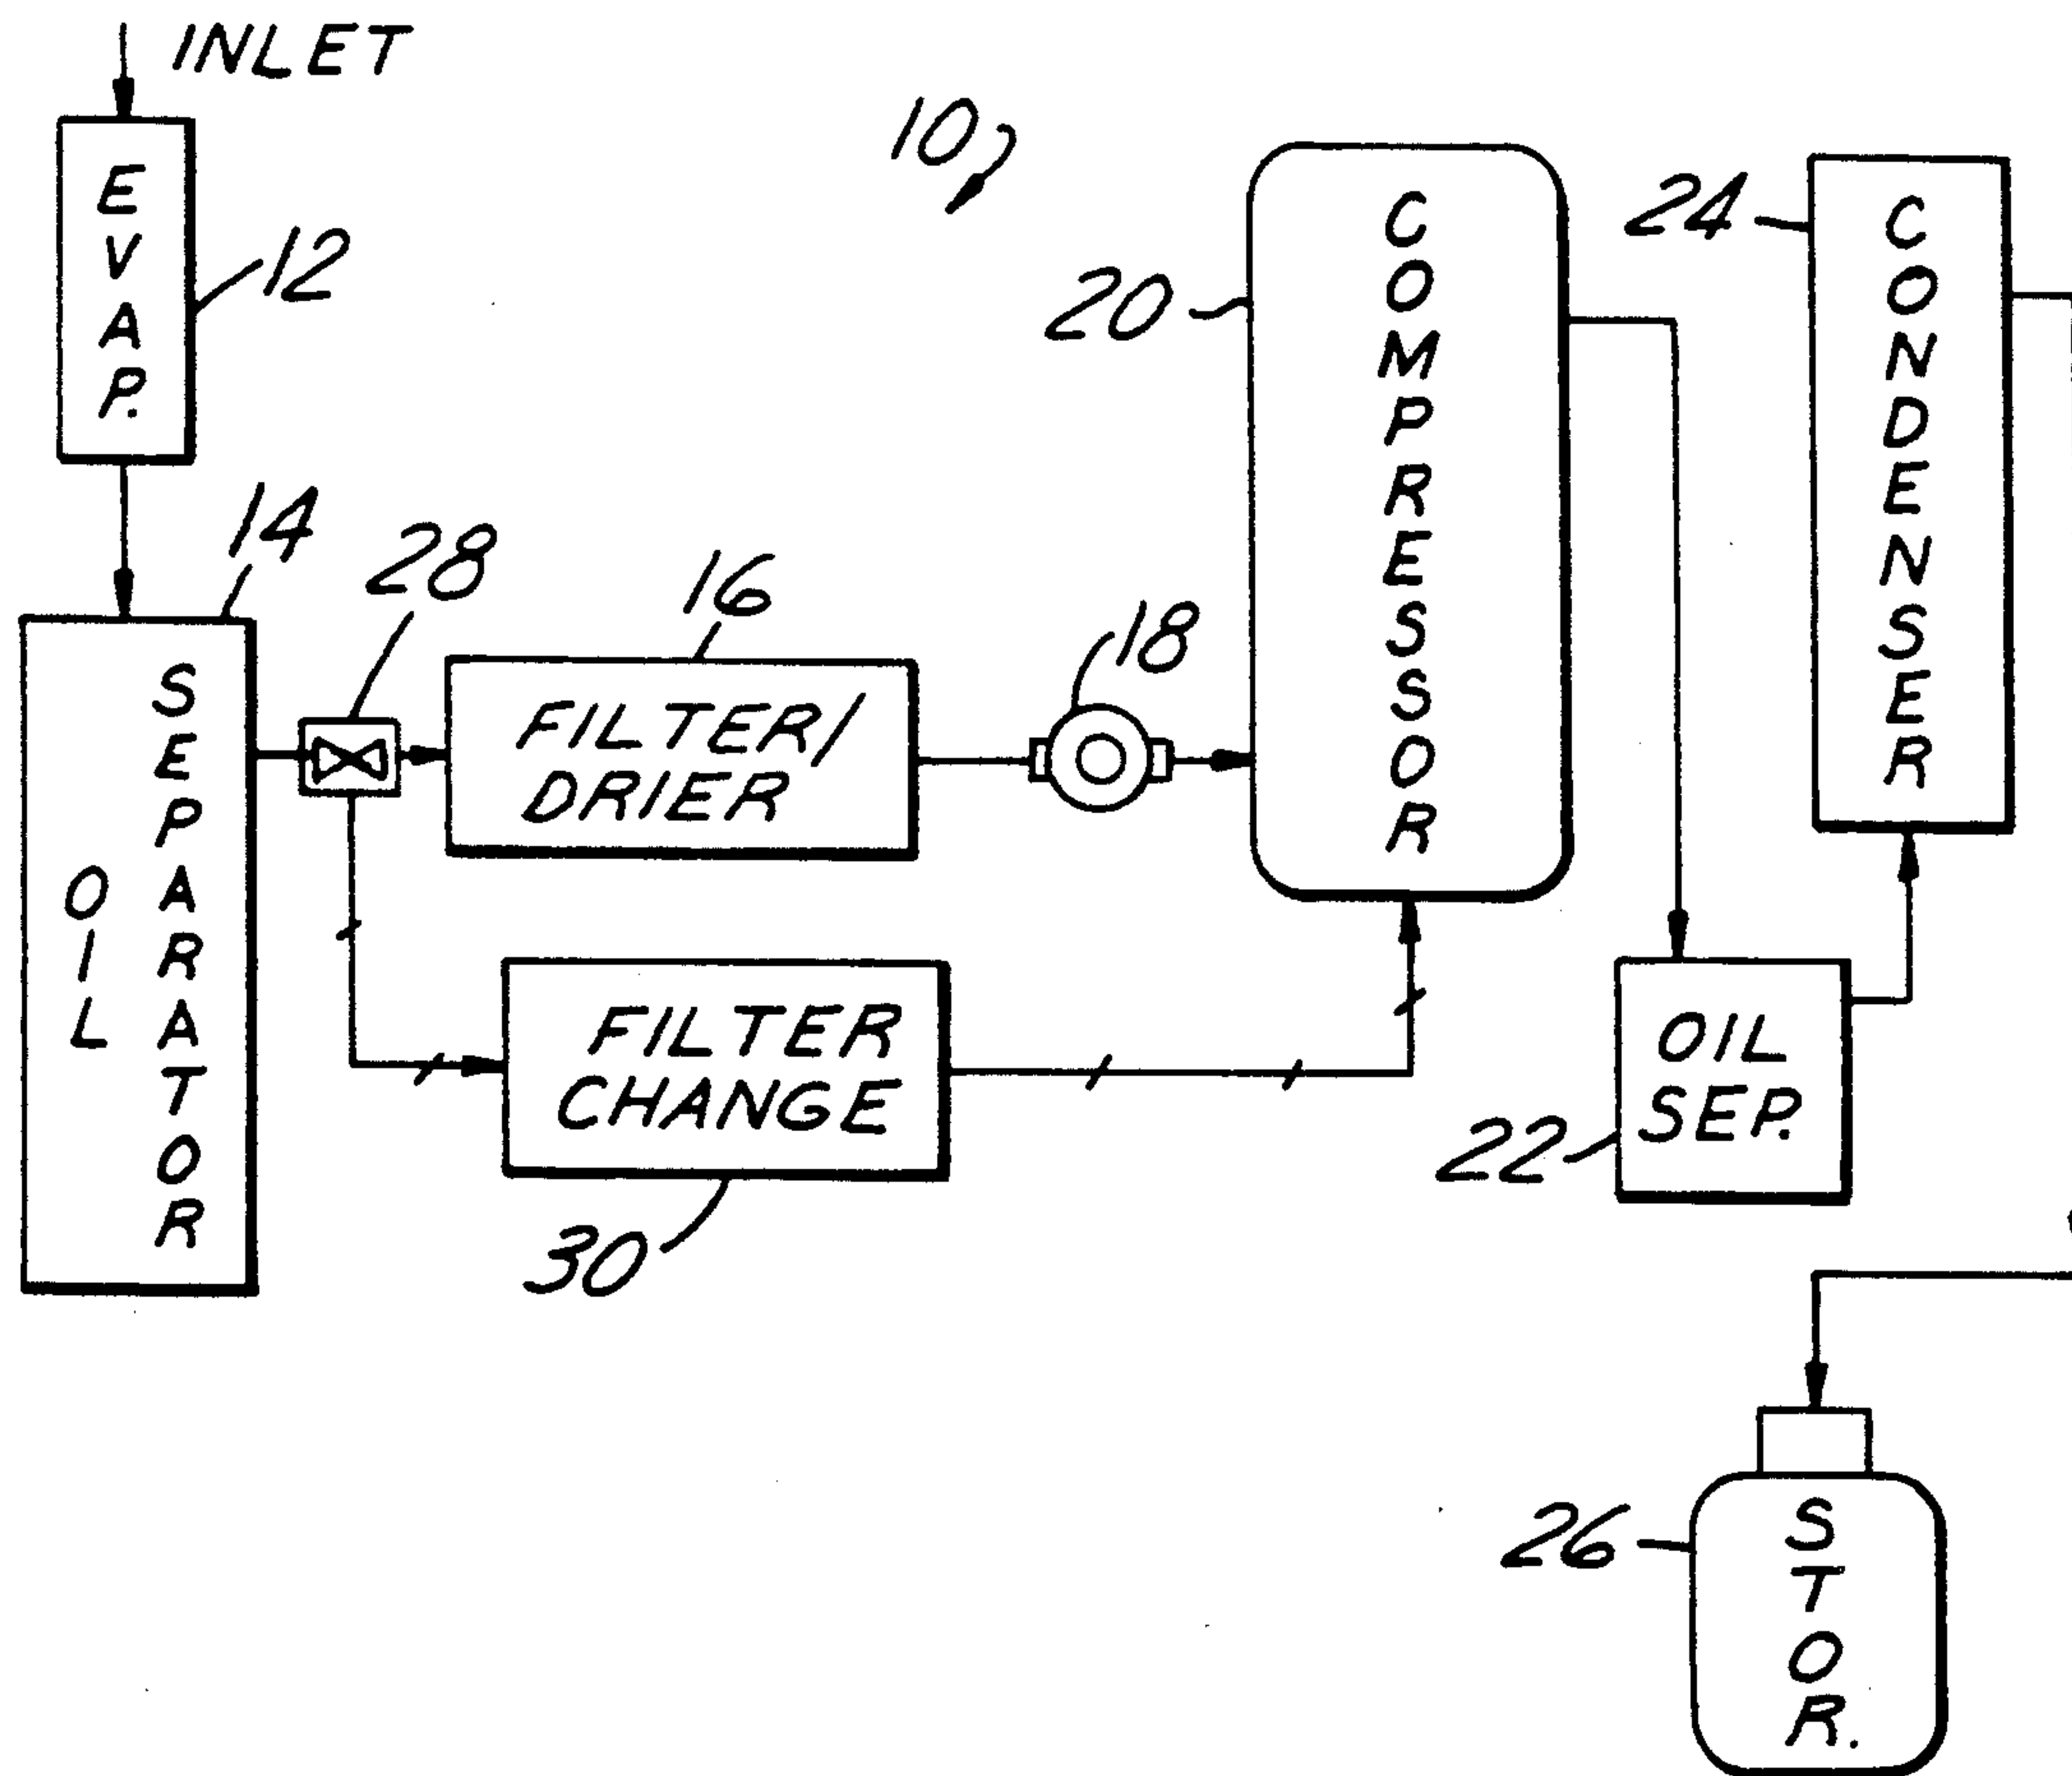 INLET
10
EVAP.
12
14
28
16
18
20
24
OIL SEPARATOR
FILTER/
DRIER
COMPRESSOR
CONDENSER
FILTER
CHANGE
30
OIL
SEP.
22
26
STOR.